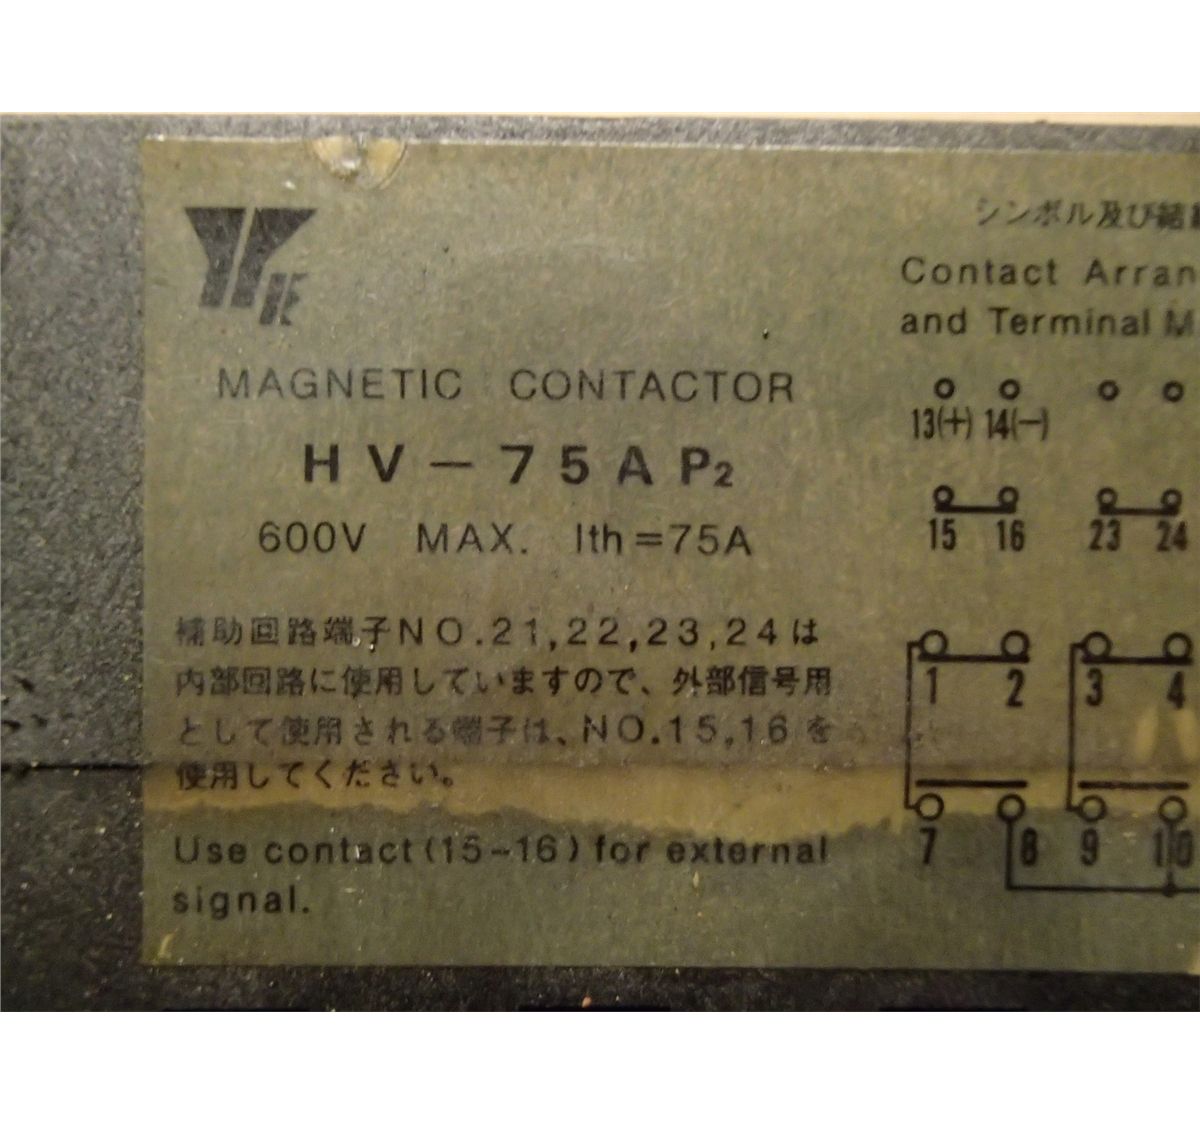 YE
MAGNETIC CONTACTOR
HV-75AP2
600V MAX. Ith=75A
補助回路端子NO.21,22,23,24は
内部回路に使用していますので、外部信号用
として使用される端子は、NO.15,16を
使用してください。
Use contact (15-16) for external
signal.
シンボル及び結
Contact Arran
and Terminal M
13(+) 14(−)
15 16 23 24
1 2 3 4
7 8 9 10